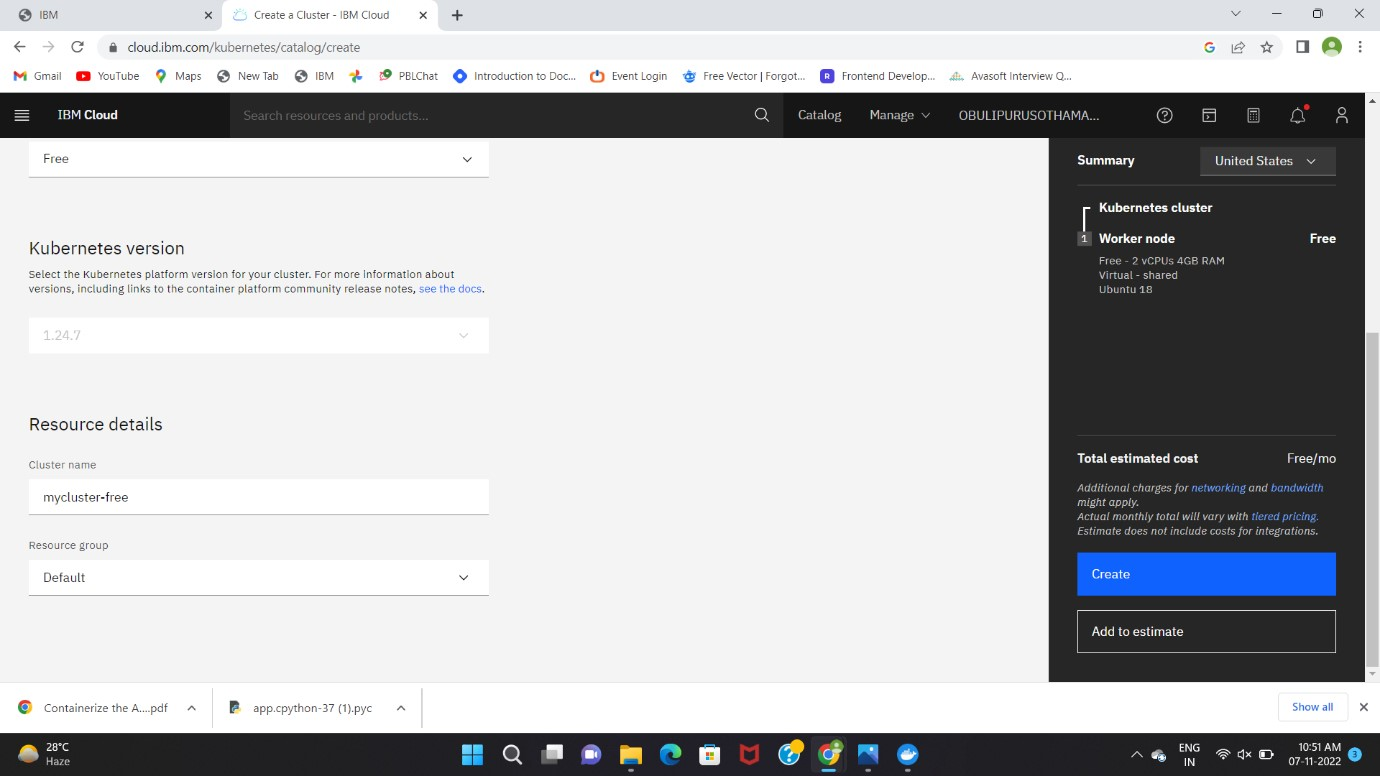 IBM
Create a Cluster - IBM Cloud
cloud.ibm.com/kubernetes/catalog/create
Gmail
YouTube
Maps
New Tab
IBM
PBLChat
Introduction to Doc...
Event Login
Free Vector | Forgot...
R
Frontend Develop...
Avasoft Interview Q...
IBM Cloud
Search resources and products...
Catalog
Manage
OBULIPURUSOTHAMA...
Free
Kubernetes version
Select the Kubernetes platform version for your cluster. For more information about
versions, including links to the container platform community release notes, see the docs.
1.24.7
Resource details
Cluster name
mycluster-free
Resource group
Default
Summary
United States
Kubernetes cluster
1 Worker node Free
Free - 2 vCPUs 4GB RAM
Virtual - shared
Ubuntu 18
Total estimated cost Free/mo
Additional charges for networking and bandwidth
might apply.
Actual monthly total will vary with tiered pricing.
Estimate does not include costs for integrations.
Create
Add to estimate
Containerize the A....pdf
app.cpython-37 (1).pyc
Show all
28°C
Haze
ENG
IN
10:51 AM
07-11-2022
3